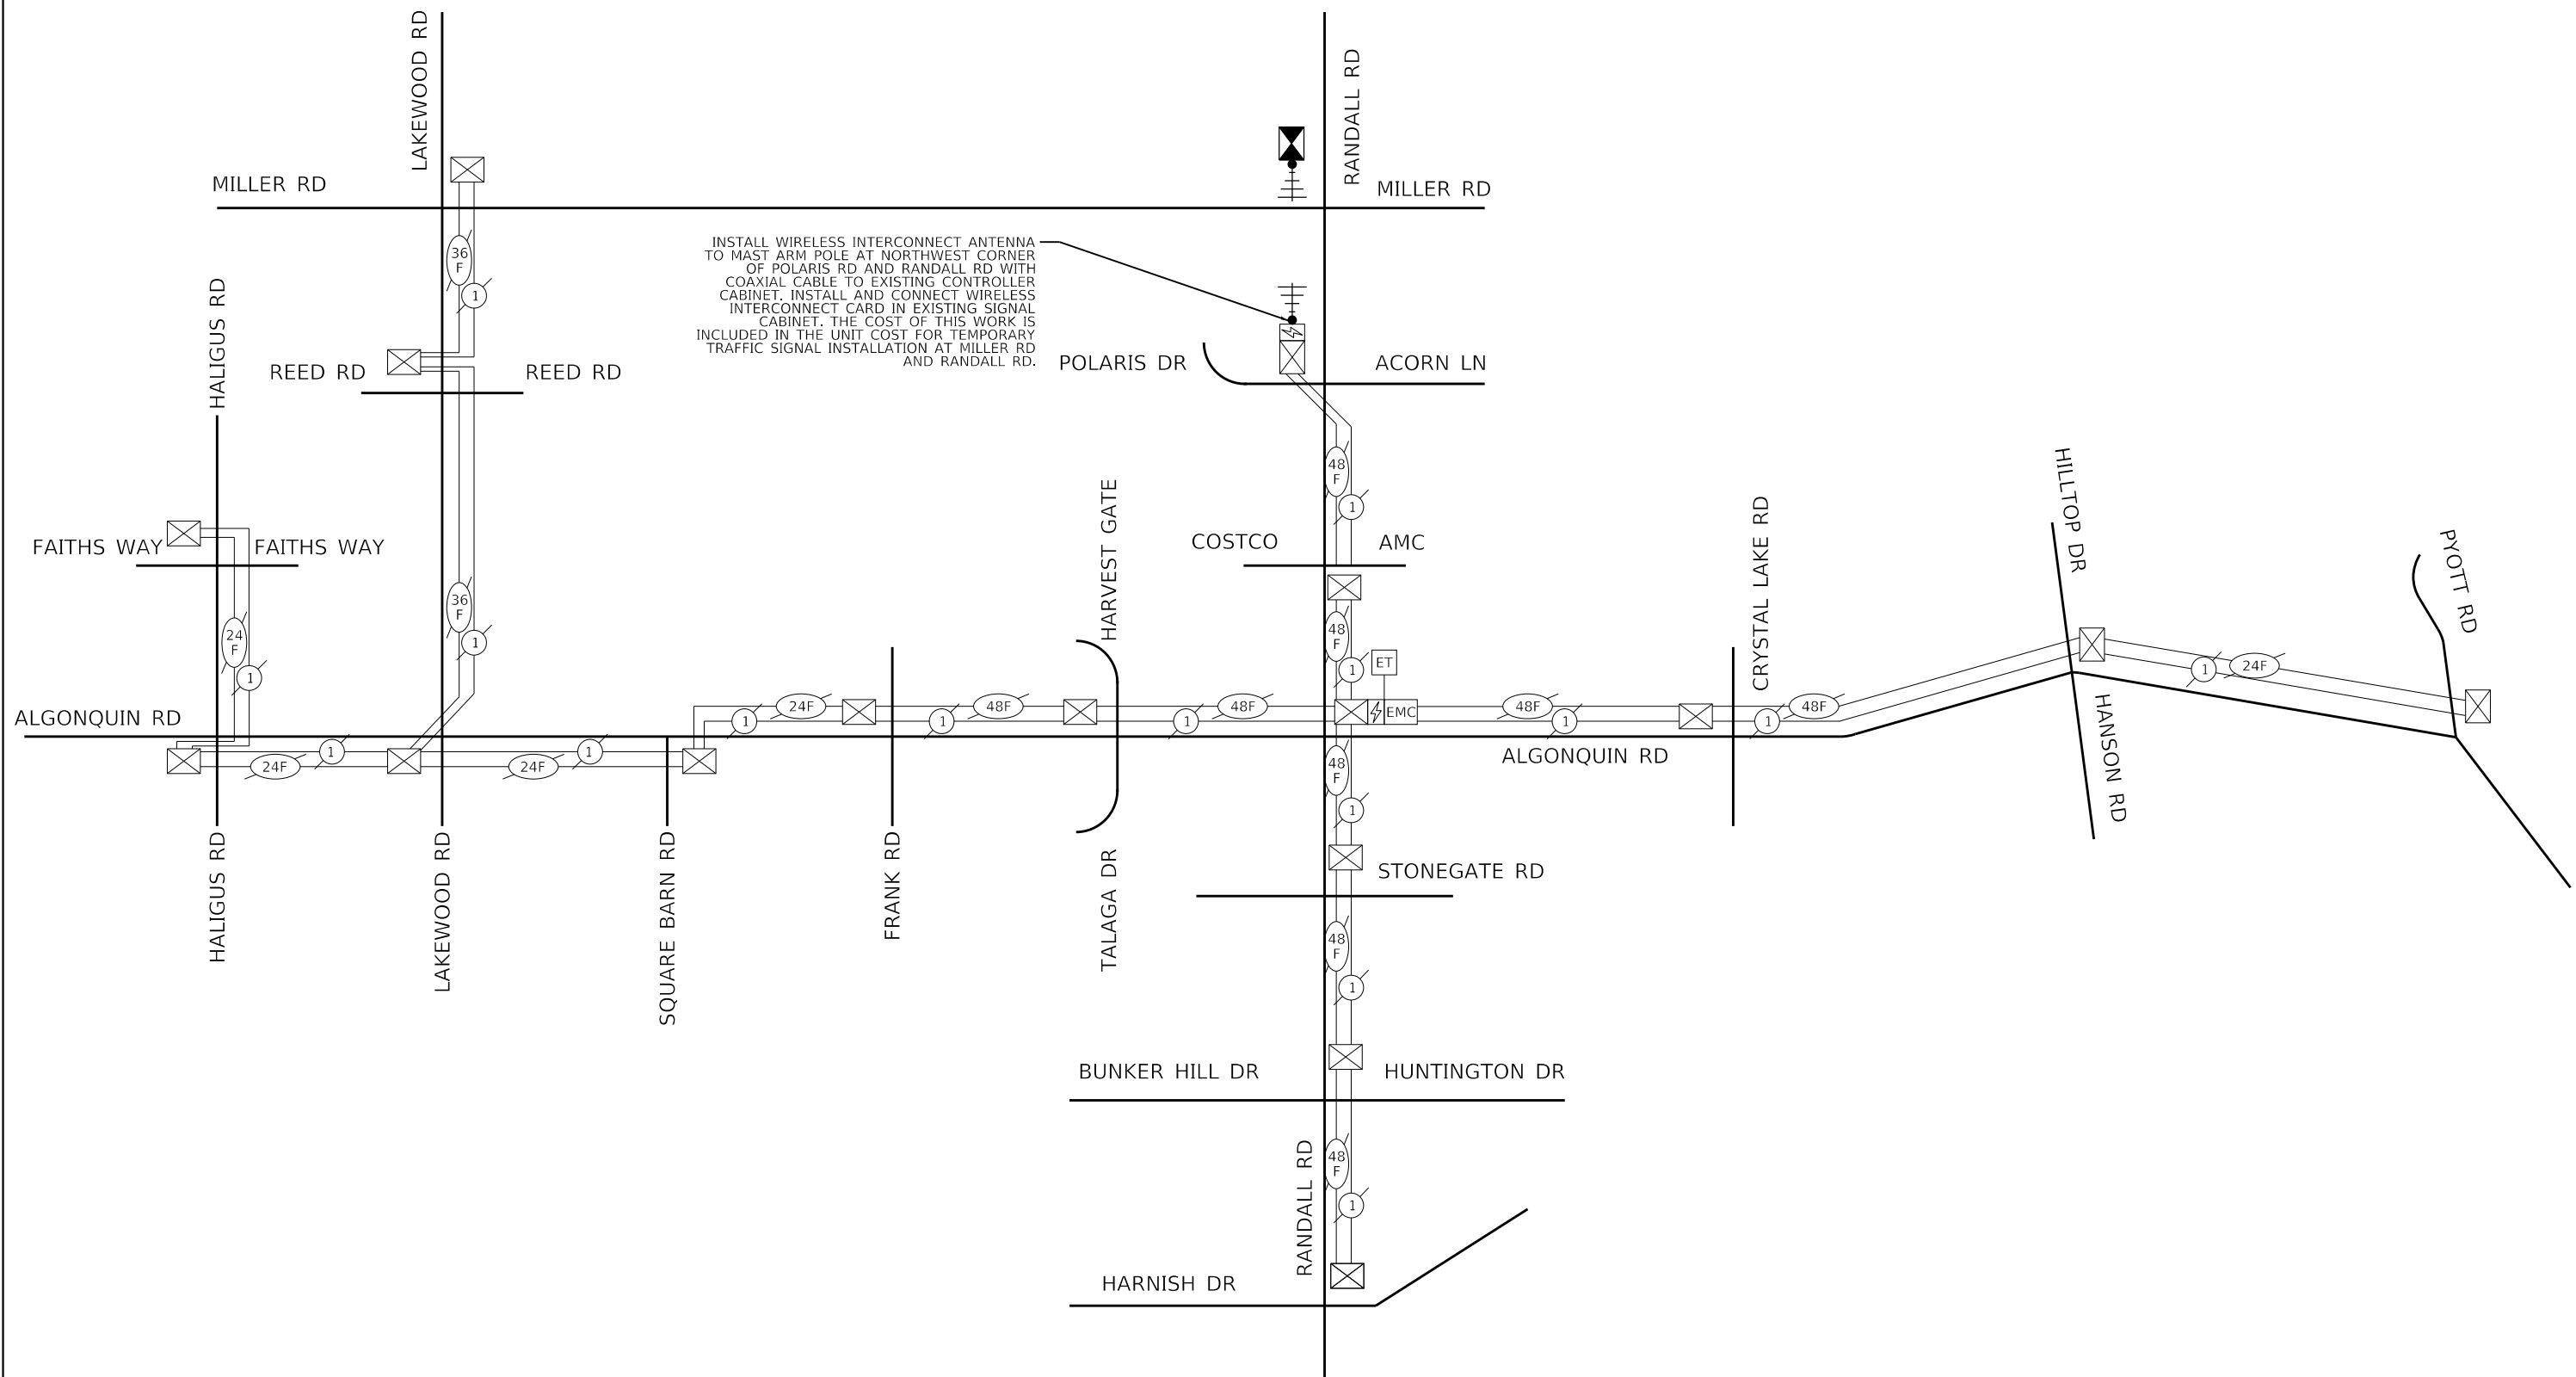 LAKEWOOD RD
RANDALL RD
MILLER RD
MILLER RD
36
F
1
INSTALL WIRELESS INTERCONNECT ANTENNA
TO MAST ARM POLE AT NORTHWEST CORNER
OF POLARIS RD AND RANDALL RD WITH
COAXIAL CABLE TO EXISTING CONTROLLER
CABINET. INSTALL AND CONNECT WIRELESS
INTERCONNECT CARD IN EXISTING SIGNAL
CABINET. THE COST OF THIS WORK IS
INCLUDED IN THE UNIT COST FOR TEMPORARY
TRAFFIC SIGNAL INSTALLATION AT MILLER RD
AND RANDALL RD.
HALIGUS RD
REED RD
REED RD
POLARIS DR
ACORN LN
48
F
1
HARVEST GATE
COSTCO
AMC
CRYSTAL LAKE RD
HILLTOP DR
PYOTT RD
FAITHS WAY
FAITHS WAY
24
F
1
36
F
1
48
F
1
ET
1
24F
ALGONQUIN RD
1
24F
1
48F
1
48F
EMC
48F
1
1
48F
1
24F
1
24F
48
F
1
ALGONQUIN RD
HANSON RD
HALIGUS RD
LAKEWOOD RD
SQUARE BARN RD
FRANK RD
TALAGA DR
STONEGATE RD
48
F
1
BUNKER HILL DR
HUNTINGTON DR
48
F
1
RANDALL RD
HARNISH DR